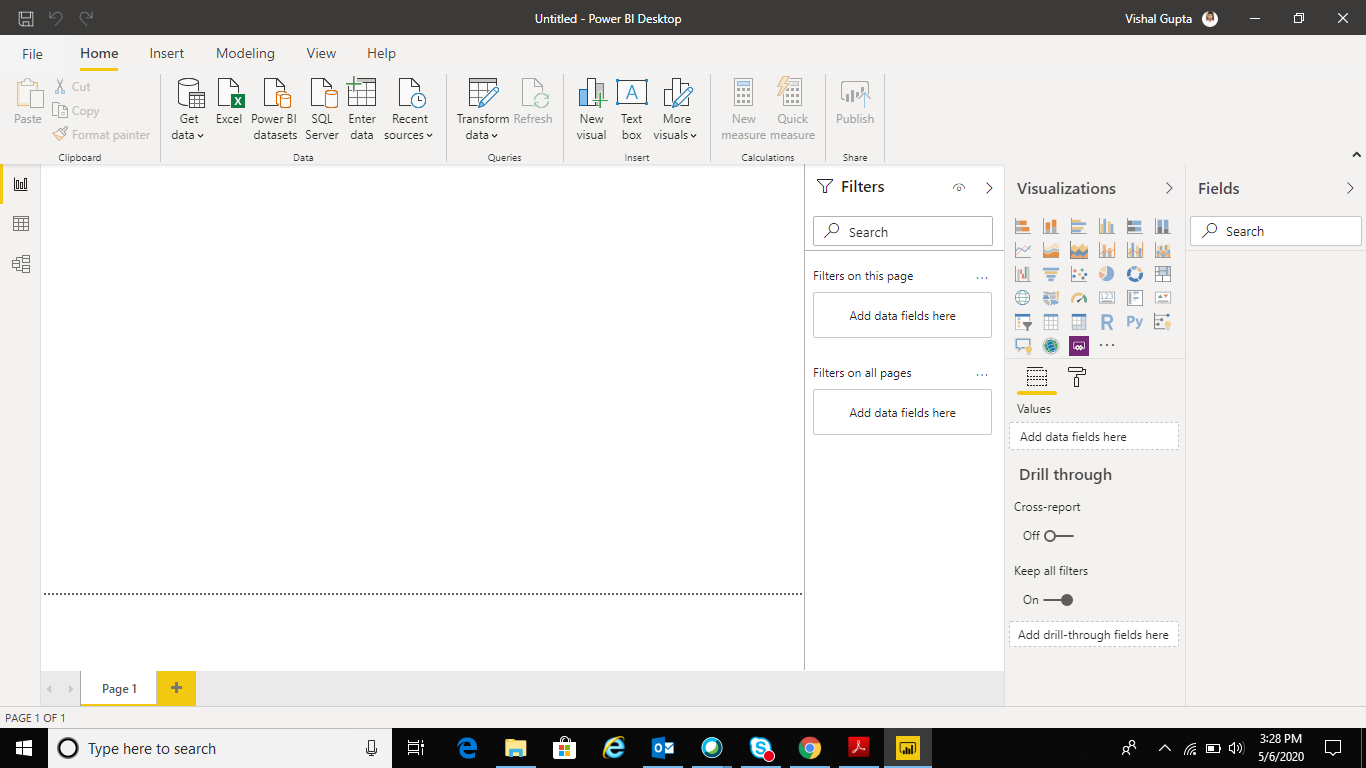 Untitled - Power BI Desktop
Vishal Gupta
File Home Insert Modeling View Help
Paste
Cut
Copy
Format painter
Clipboard
Get data
Excel
Power BI datasets
SQL Server
Enter data
Recent sources
Data
Transform data
Refresh
Queries
New visual
Text box
More visuals
Insert
New measure
Quick measure
Calculations
Publish
Share
Filters
Search
Filters on this page
...
Add data fields here
Filters on all pages
...
Add data fields here
Visualizations
123
R
Py
...
Values
Add data fields here
Drill through
Cross-report
Off
Keep all filters
On
Add drill-through fields here
Fields
Search
Page 1
PAGE 1 OF 1
Type here to search
3:28 PM
5/6/2020